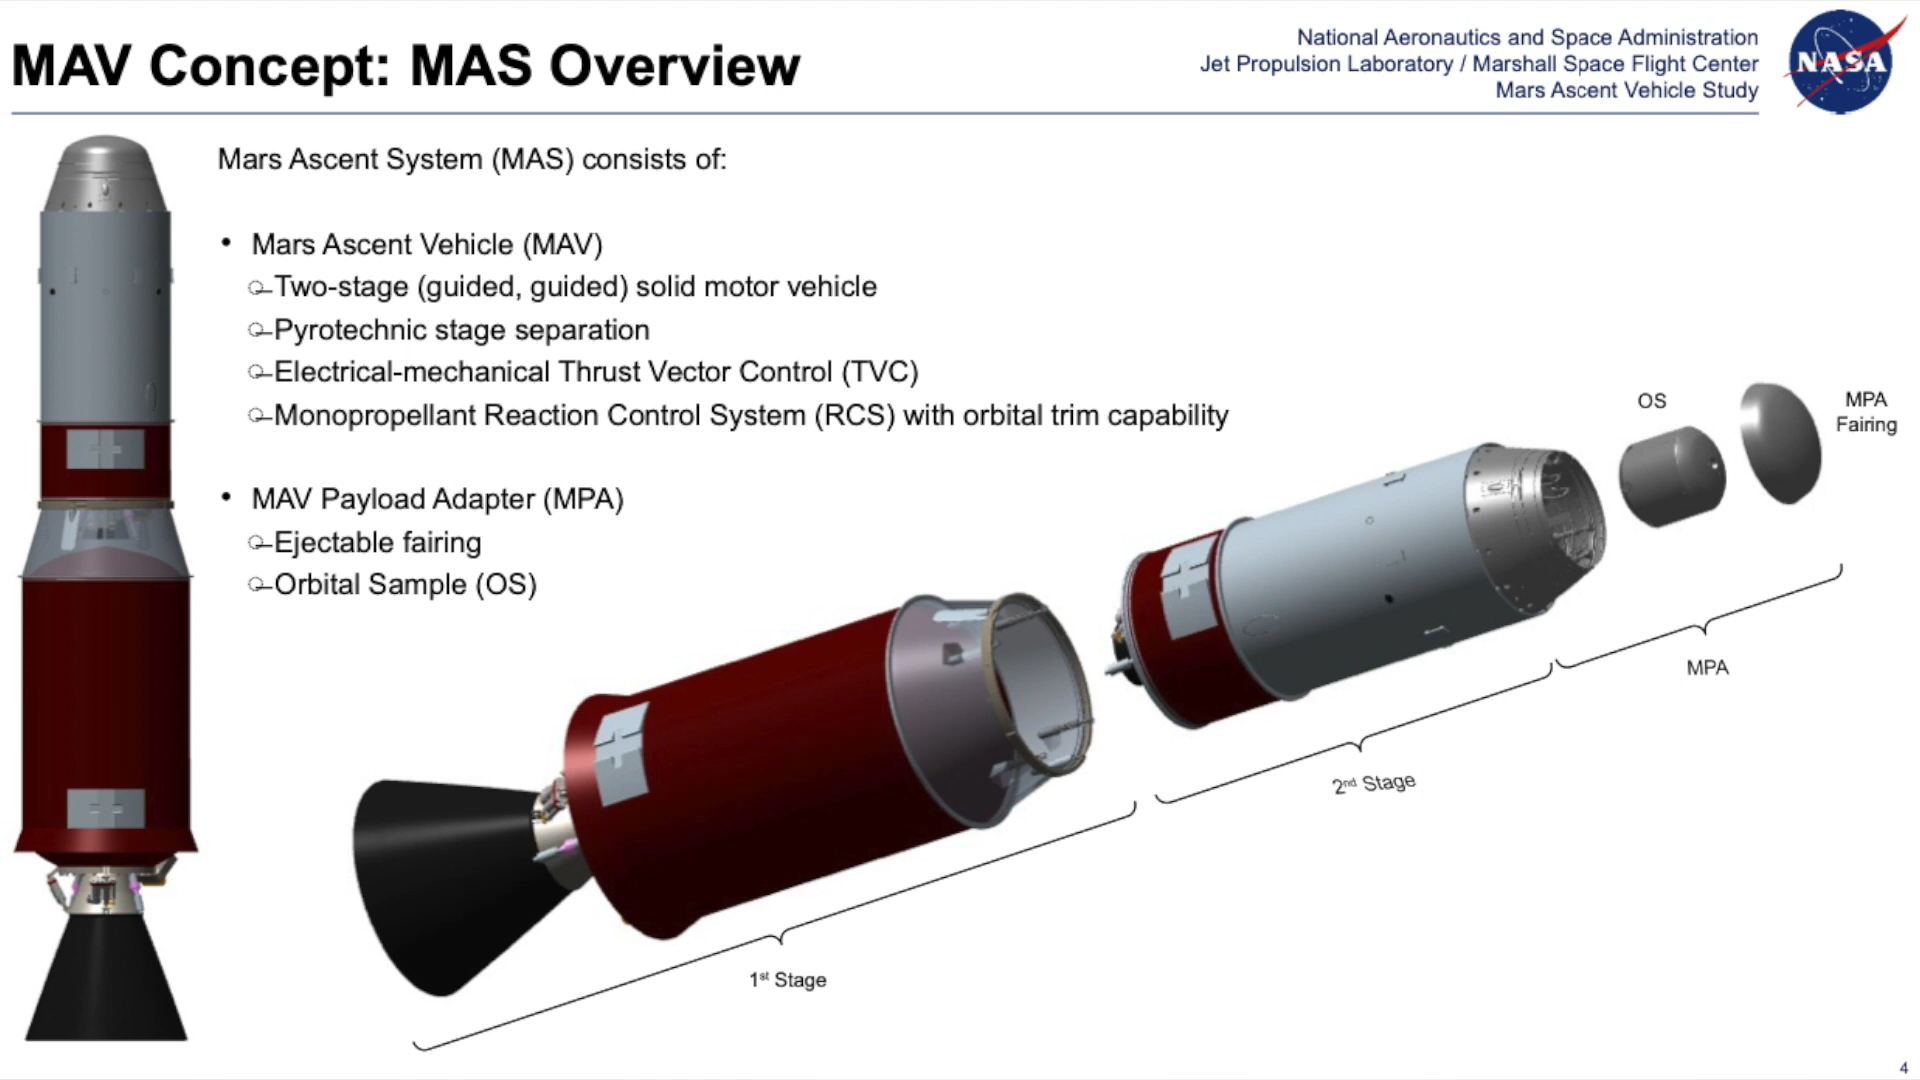 MAV Concept: MAS Overview
National Aeronautics and Space Administration
Jet Propulsion Laboratory / Marshall Space Flight Center
Mars Ascent Vehicle Study
NASA
Mars Ascent System (MAS) consists of:
• Mars Ascent Vehicle (MAV)
Two-stage (guided, guided) solid motor vehicle
Pyrotechnic stage separation
Electrical-mechanical Thrust Vector Control (TVC)
Monopropellant Reaction Control System (RCS) with orbital trim capability
• MAV Payload Adapter (MPA)
Ejectable fairing
Orbital Sample (OS)
OS
MPA
Fairing
MPA
2nd Stage
1st Stage
4